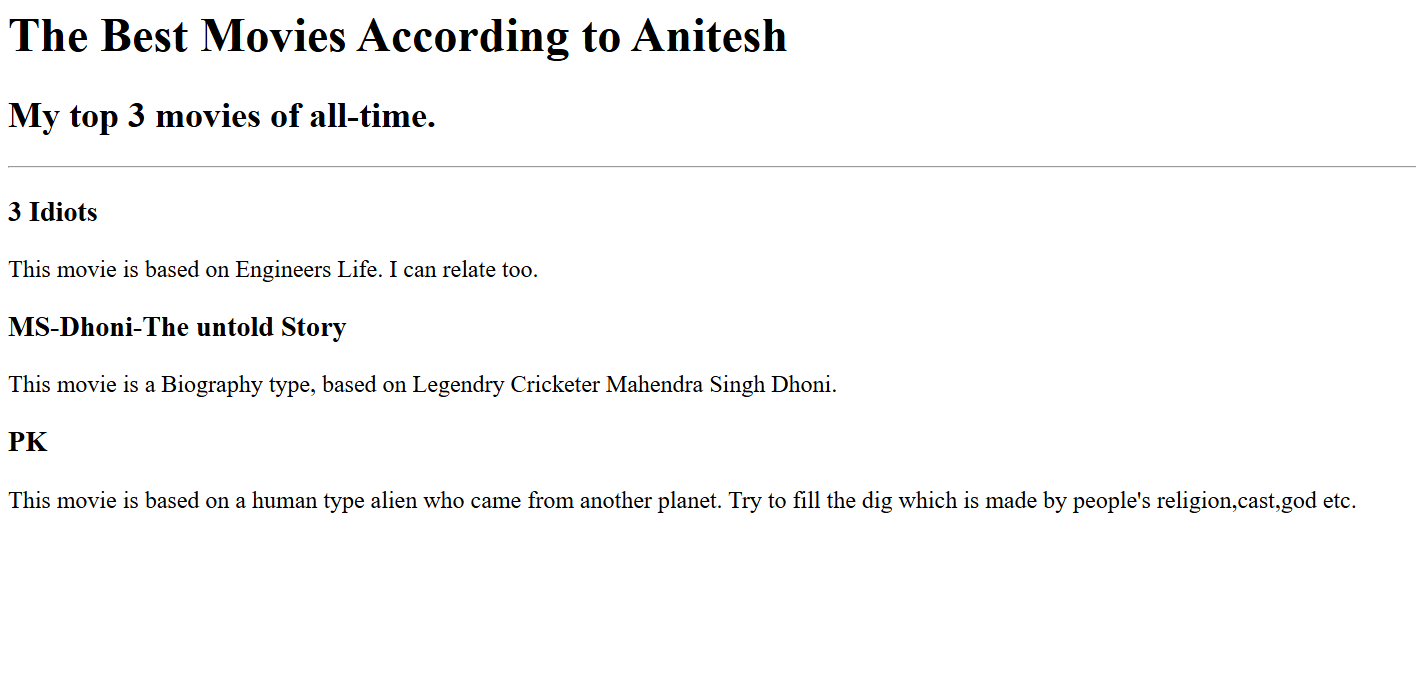 The Best Movies According to Anitesh
My top 3 movies of all-time.
3 Idiots
This movie is based on Engineers Life. I can relate too.
MS-Dhoni-The untold Story
This movie is a Biography type, based on Legendry Cricketer Mahendra Singh Dhoni.
PK
This movie is based on a human type alien who came from another planet. Try to fill the dig which is made by people's religion,cast,god etc.